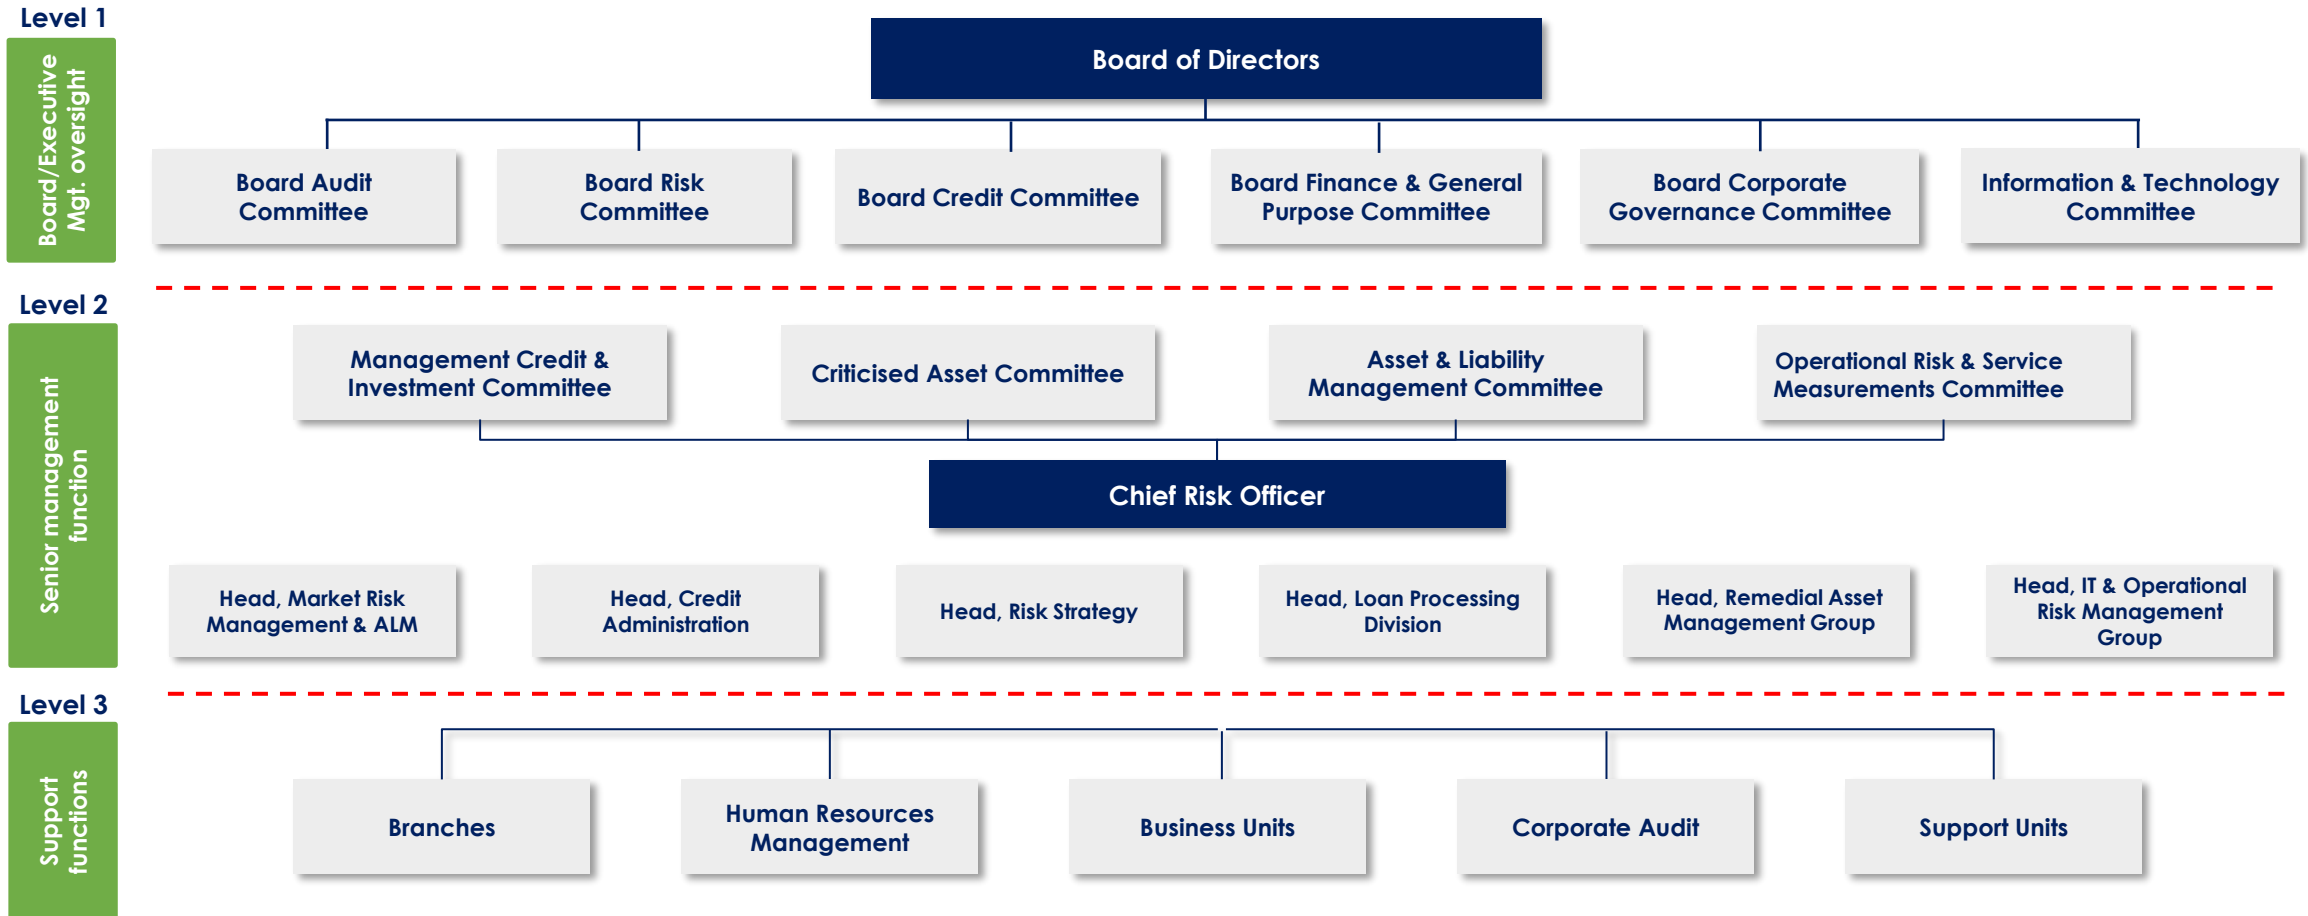 Level 1
Board/Executive
Mgt. oversight
Board of Directors
Board Audit
Committee
Board Risk
Committee
Board Credit Committee
Board Finance & General
Purpose Committee
Board Corporate
Governance Committee
Information & Technology
Committee
Level 2
Senior management
function
Management Credit &
Investment Committee
Criticised Asset Committee
Asset & Liability
Management Committee
Operational Risk & Service
Measurements Committee
Chief Risk Officer
Head, Market Risk
Management & ALM
Head, Credit
Administration
Head, Risk Strategy
Head, Loan Processing
Division
Head, Remedial Asset
Management Group
Head, IT & Operational
Risk Management
Group
Level 3
Support
functions
Branches
Human Resources
Management
Business Units
Corporate Audit
Support Units